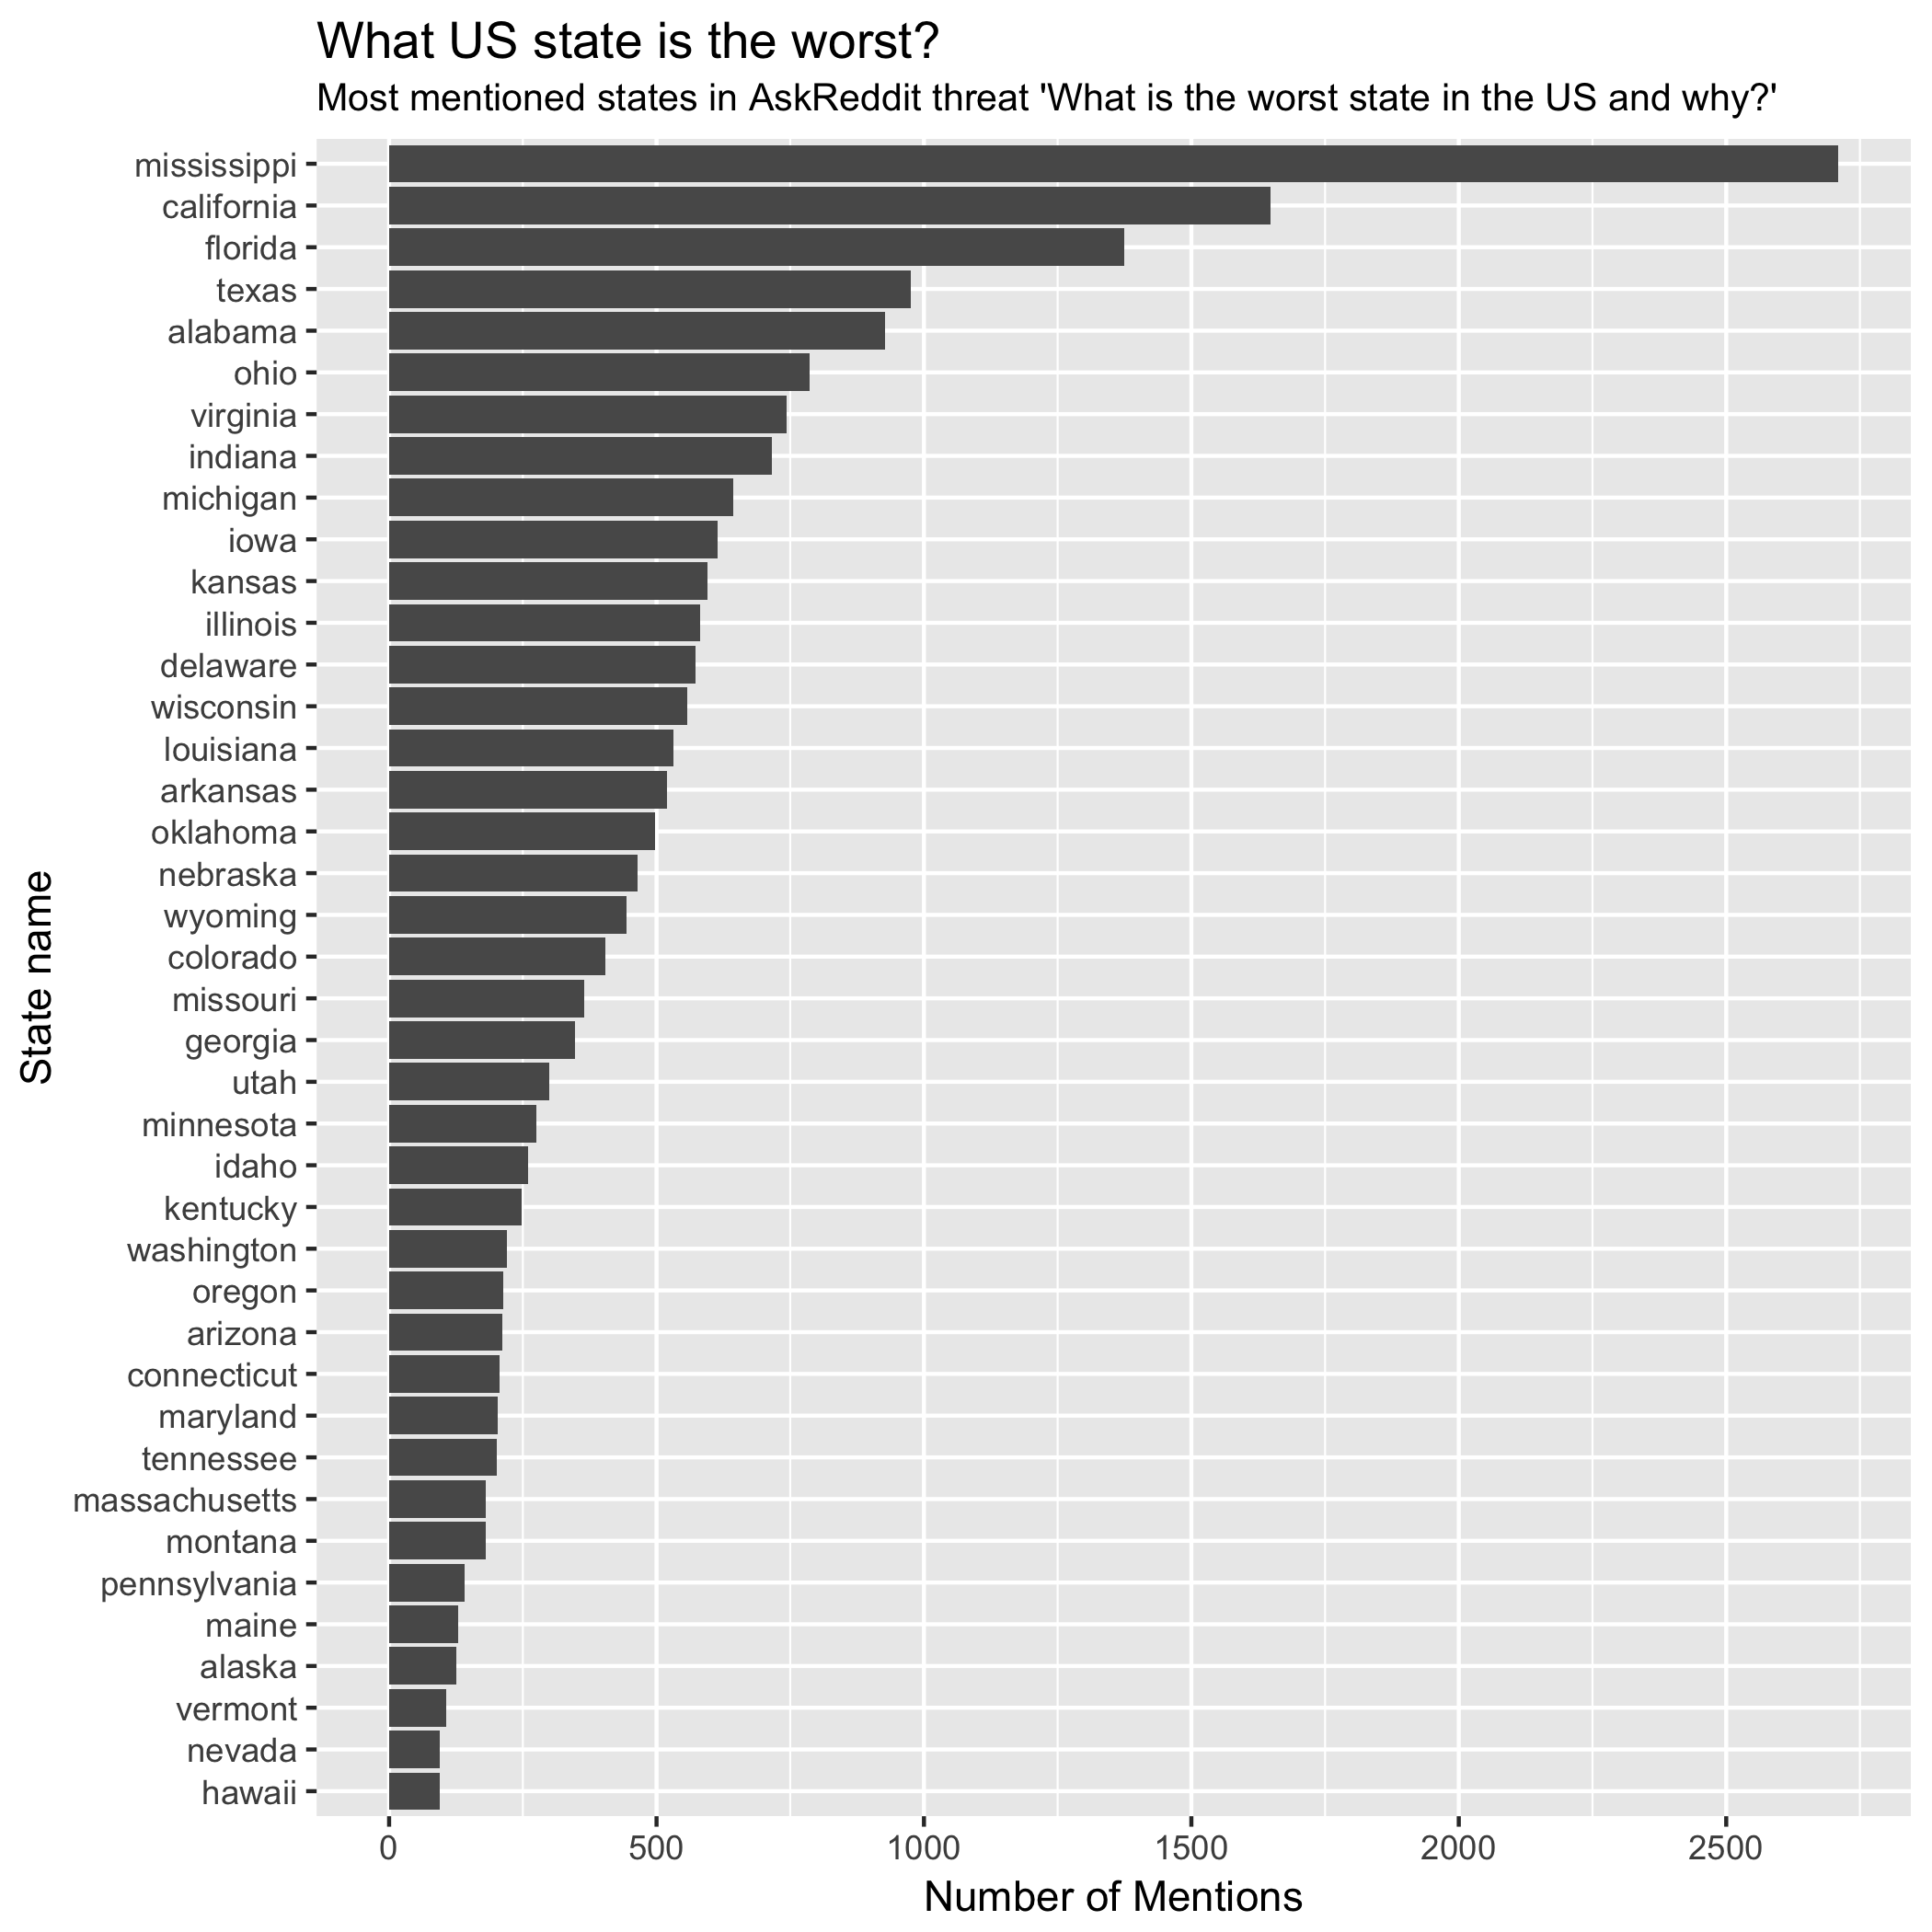 What US state is the worst?
Most mentioned states in AskReddit threat 'What is the worst state in the US and why?'
State name
mississippi
california
florida
texas
alabama
ohio
virginia
indiana
michigan
iowa
kansas
illinois
delaware
wisconsin
louisiana
arkansas
oklahoma
nebraska
wyoming
colorado
missouri
georgia
utah
minnesota
idaho
kentucky
washington
oregon
arizona
connecticut
maryland
tennessee
massachusetts
montana
pennsylvania
maine
alaska
vermont
nevada
hawaii
0 500 1000 1500 2000 2500
Number of Mentions